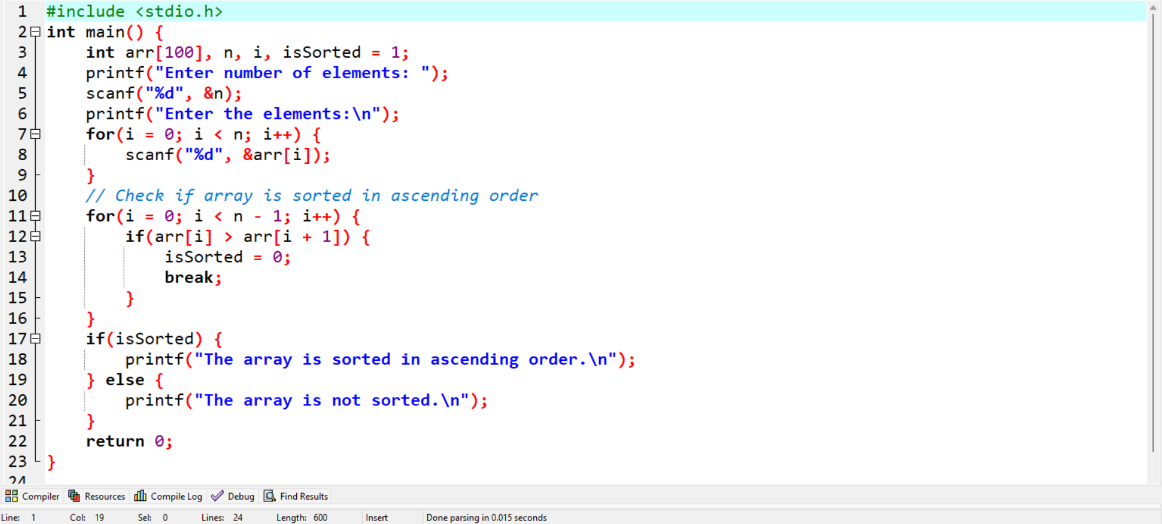 1 #include <stdio.h>
2 int main() {
3     int arr[100], n, i, isSorted = 1;
4     printf("Enter number of elements: ");
5     scanf("%d", &n);
6     printf("Enter the elements:\n");
7     for(i = 0; i < n; i++) {
8         scanf("%d", &arr[i]);
9     }
10     // Check if array is sorted in ascending order
11     for(i = 0; i < n - 1; i++) {
12         if(arr[i] > arr[i + 1]) {
13             isSorted = 0;
14             break;
15         }
16     }
17     if(isSorted) {
18         printf("The array is sorted in ascending order.\n");
19     } else {
20         printf("The array is not sorted.\n");
21     }
22     return 0;
23 }
24
Compiler Resources Compile Log Debug Find Results
Line: 1 Col: 19 Sel: 0 Lines: 24 Length: 600 Insert Done parsing in 0.015 seconds